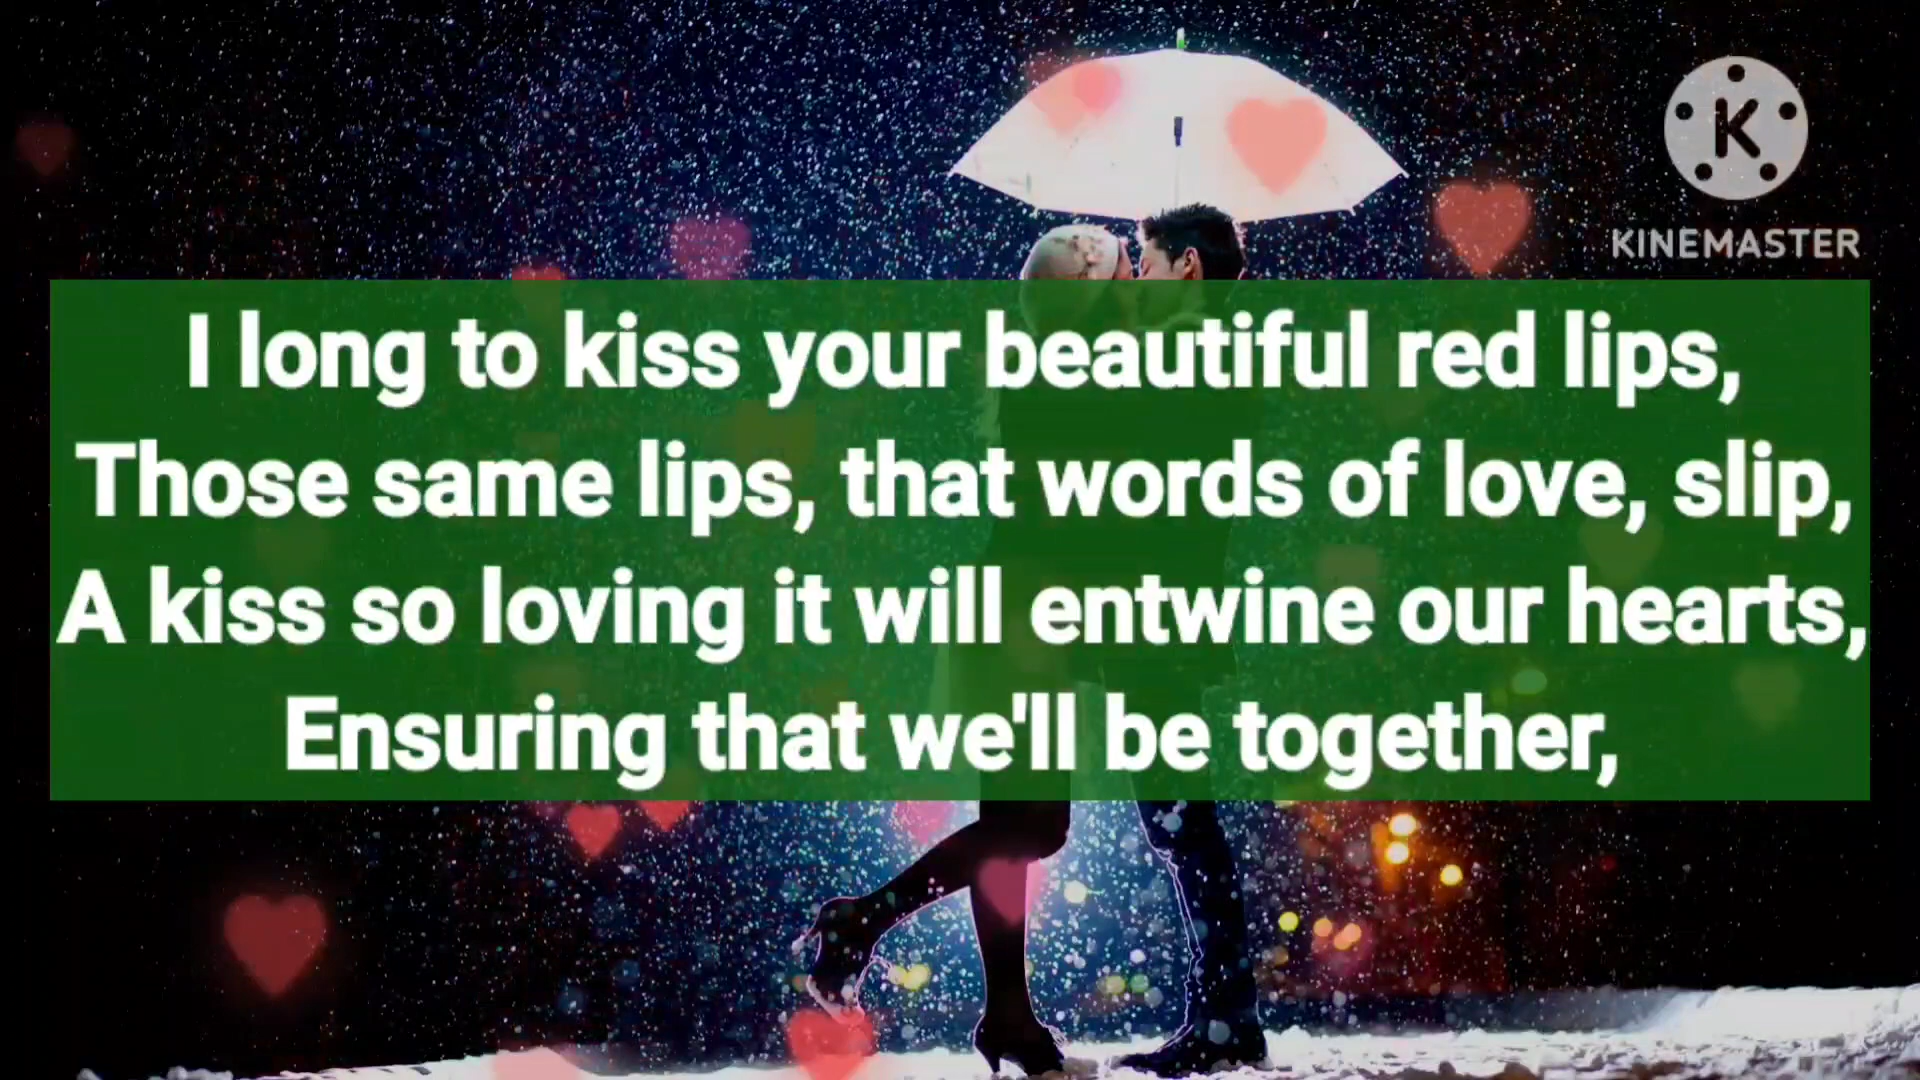 K
KINEMASTER
I long to kiss your beautiful red lips,
Those same lips, that words of love, slip,
A kiss so loving it will entwine our hearts,
Ensuring that we'll be together,